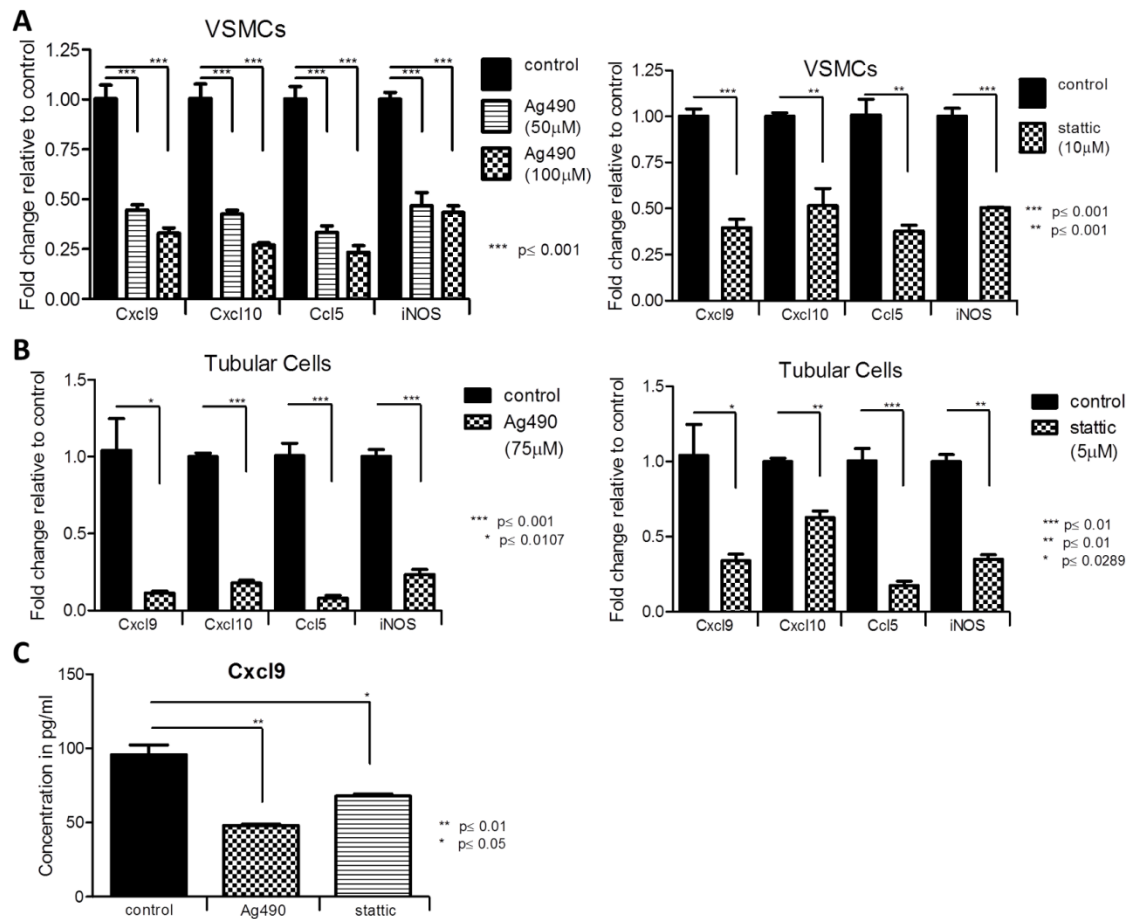 A
VSMCs
Fold change relative to control
1.25
1.00
0.75
0.50
0.25
0.00
*** *** *** *** *** *** *** ***
Cxcl9 Cxcl10 Ccl5 iNOS
control
Ag490
(50µM)
Ag490
(100µM)
*** p≤ 0.001
VSMCs
Fold change relative to control
1.25
1.00
0.75
0.50
0.25
0.00
*** ** ** ***
Cxcl9 Cxcl10 Ccl5 iNOS
control
stattic
(10µM)
*** p≤ 0.001
** p≤ 0.001
B
Tubular Cells
Fold change relative to control
1.5
1.0
0.5
0.0
* *** *** ***
Cxcl9 Cxcl10 Ccl5 iNOS
control
Ag490
(75µM)
*** p≤ 0.001
* p≤ 0.0107
Tubular Cells
Fold change relative to control
1.5
1.0
0.5
0.0
* ** *** **
Cxcl9 Cxcl10 Ccl5 iNOS
control
stattic
(5µM)
*** p≤ 0.01
** p≤ 0.01
* p≤ 0.0289
C
Cxcl9
Concentration in pg/ml
150
100
50
0
*
**
control Ag490 stattic
** p≤ 0.01
* p≤ 0.05